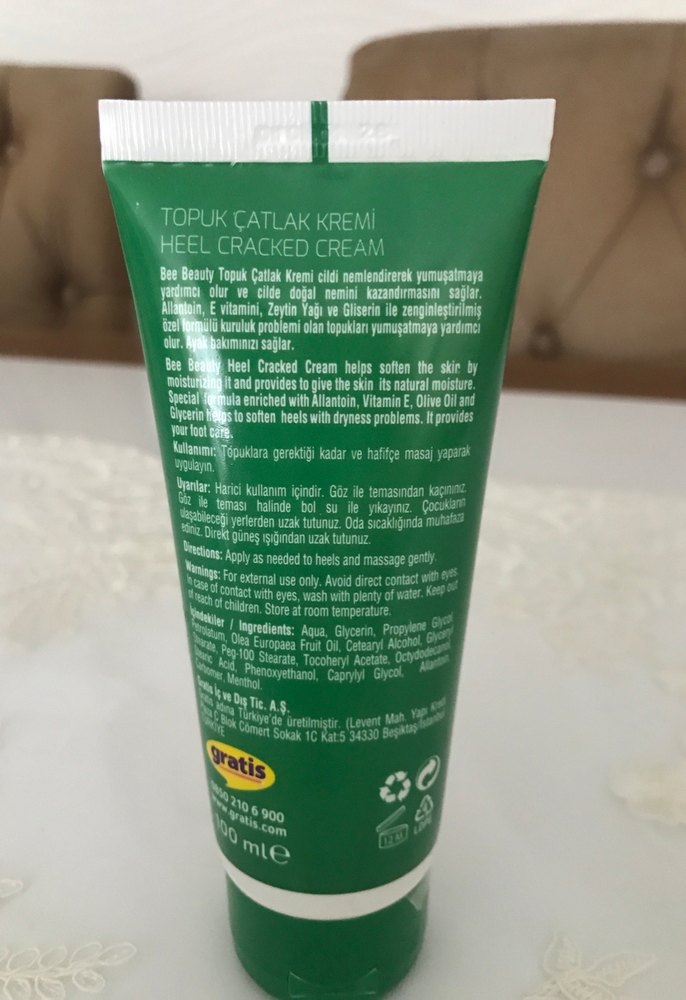 TOPUK ÇATLAK KREMİ
HEEL CRACKED CREAM
Bee Beauty Topuk Çatlak Kremi cildi nemlendirerek yumuşatmaya
yardımcı olur ve cilde doğal nemini kazandırmasını sağlar.
Allantoin, E vitamini, Zeytin Yağı ve Gliserin ile zenginleştirilmiş
özel formülü kuruluk problemi olan topukları yumuşatmaya yardımcı
olur. Ayak bakımınızı sağlar.
Bee Beauty Heel Cracked Cream helps soften the skin by
moisturizing it and provides to give the skin its natural moisture.
Special formula enriched with Allantoin, Vitamin E, Olive Oil and
Glycerin helps to soften heels with dryness problems. It provides
your foot care.
Kullanımı: Topuklara gerektiği kadar ve hafifçe masaj yaparak
uygulayın.
Uyarılar: Harici kullanım içindir. Göz ile temasından kaçınınız.
Göz ile teması halinde bol su ile yıkayınız. Çocukların
ulaşabileceği yerlerden uzak tutunuz. Oda sıcaklığında muhafaza
ediniz. Direkt güneş ışığından uzak tutunuz.
Directions: Apply as needed to heels and massage gently.
Warnings: For external use only. Avoid direct contact with eyes.
In case of contact with eyes, wash with plenty of water. Keep out
of reach of children. Store at room temperature.
İçindekiler / Ingredients: Aqua, Glycerin, Propylene Glycol,
Petrolatum, Olea Europaea Fruit Oil, Cetearyl Alcohol, Glyceryl
Stearate, Peg-100 Stearate, Tocoheryl Acetate, Octydodecanol,
Stearic Acid, Phenoxyethanol, Caprylyl Glycol, Allantoin,
Carbomer, Menthol.
Gratis İç ve Dış Tic. A.Ş.
Gratis adına Türkiye'de üretilmiştir. (Levent Mah. Yapı Kredi
Plaza C Blok Cömert Sokak 1C Kat:5 34330 Beşiktaş/İstanbul
TÜRKİYE
gratis
0850 210 6 900
www.gratis.com
100 ml e
12 M
LDPE